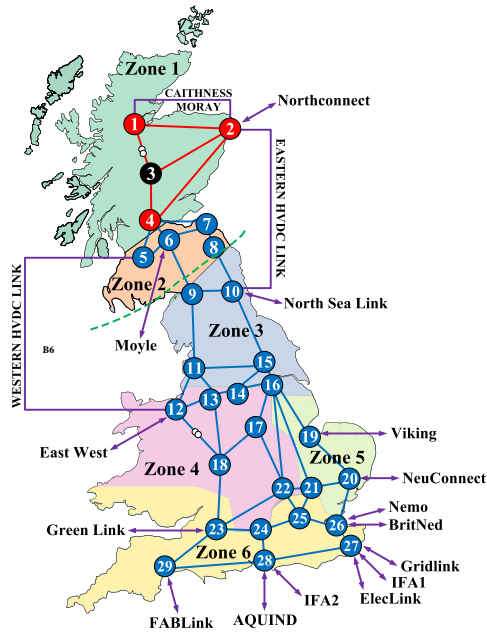 Zone 1
CAITHNESS
MORAY
Northconnect
1
2
3
4
EASTERN HVDC LINK
WESTERN HVDC LINK
5
6
7
8
Zone 2
9
10
North Sea Link
Moyle
B6
Zone 3
11
15
12
13
14
16
East West
17
18
19
Viking
Zone 4
Zone 5
20
NeuConnect
21
22
23
24
25
26
Nemo
BritNed
Green Link
Zone 6
27
28
29
Gridlink
IFA1
ElecLink
IFA2
AQUIND
FABLink